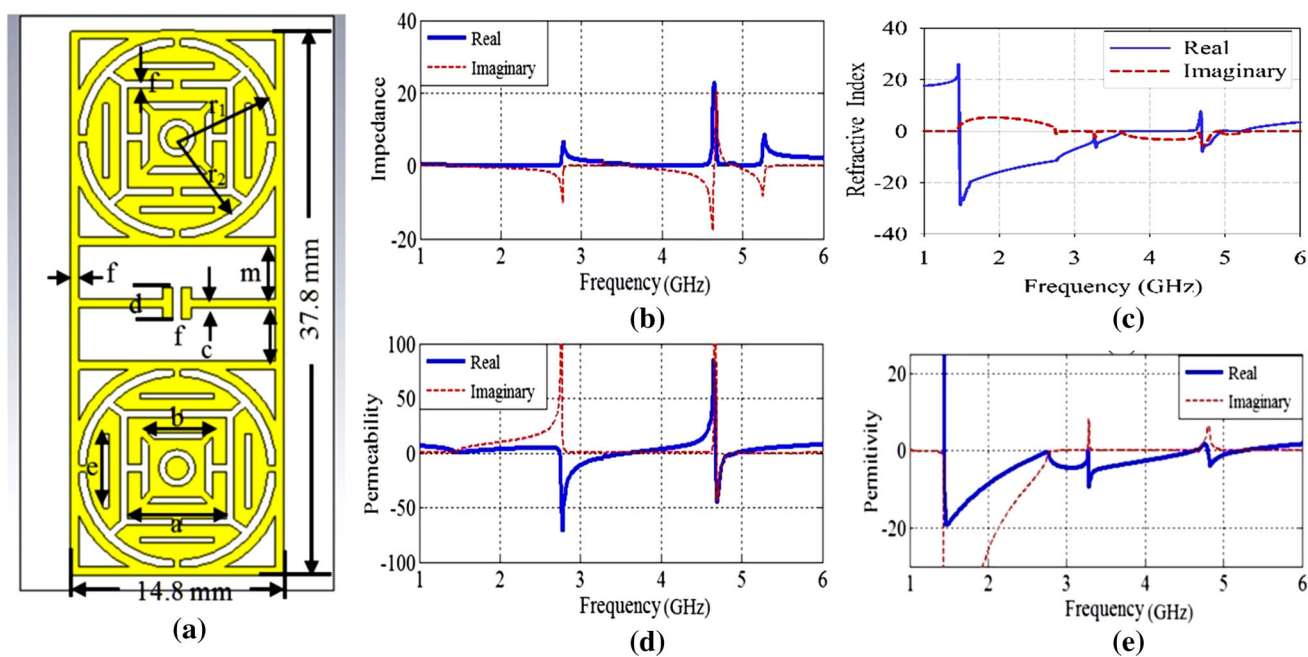 f
r1
r2
f
m
d
f
c
37.8 mm
b
e
a
14.8 mm
(a)
40
20
0
-20
Impedance
Real
Imaginary
1 2 3 4 5 6
Frequency (GHz)
(b)
40
20
0
-20
-40
Refractive Index
Real
Imaginary
1 2 3 4 5 6
Frequency (GHz)
(c)
100
50
0
-50
-100
Permeability
Real
Imaginary
1 2 3 4 5 6
Frequency (GHz)
(d)
20
0
-20
Permitivity
Real
Imaginary
1 2 3 4 5 6
Frequency (GHz)
(e)